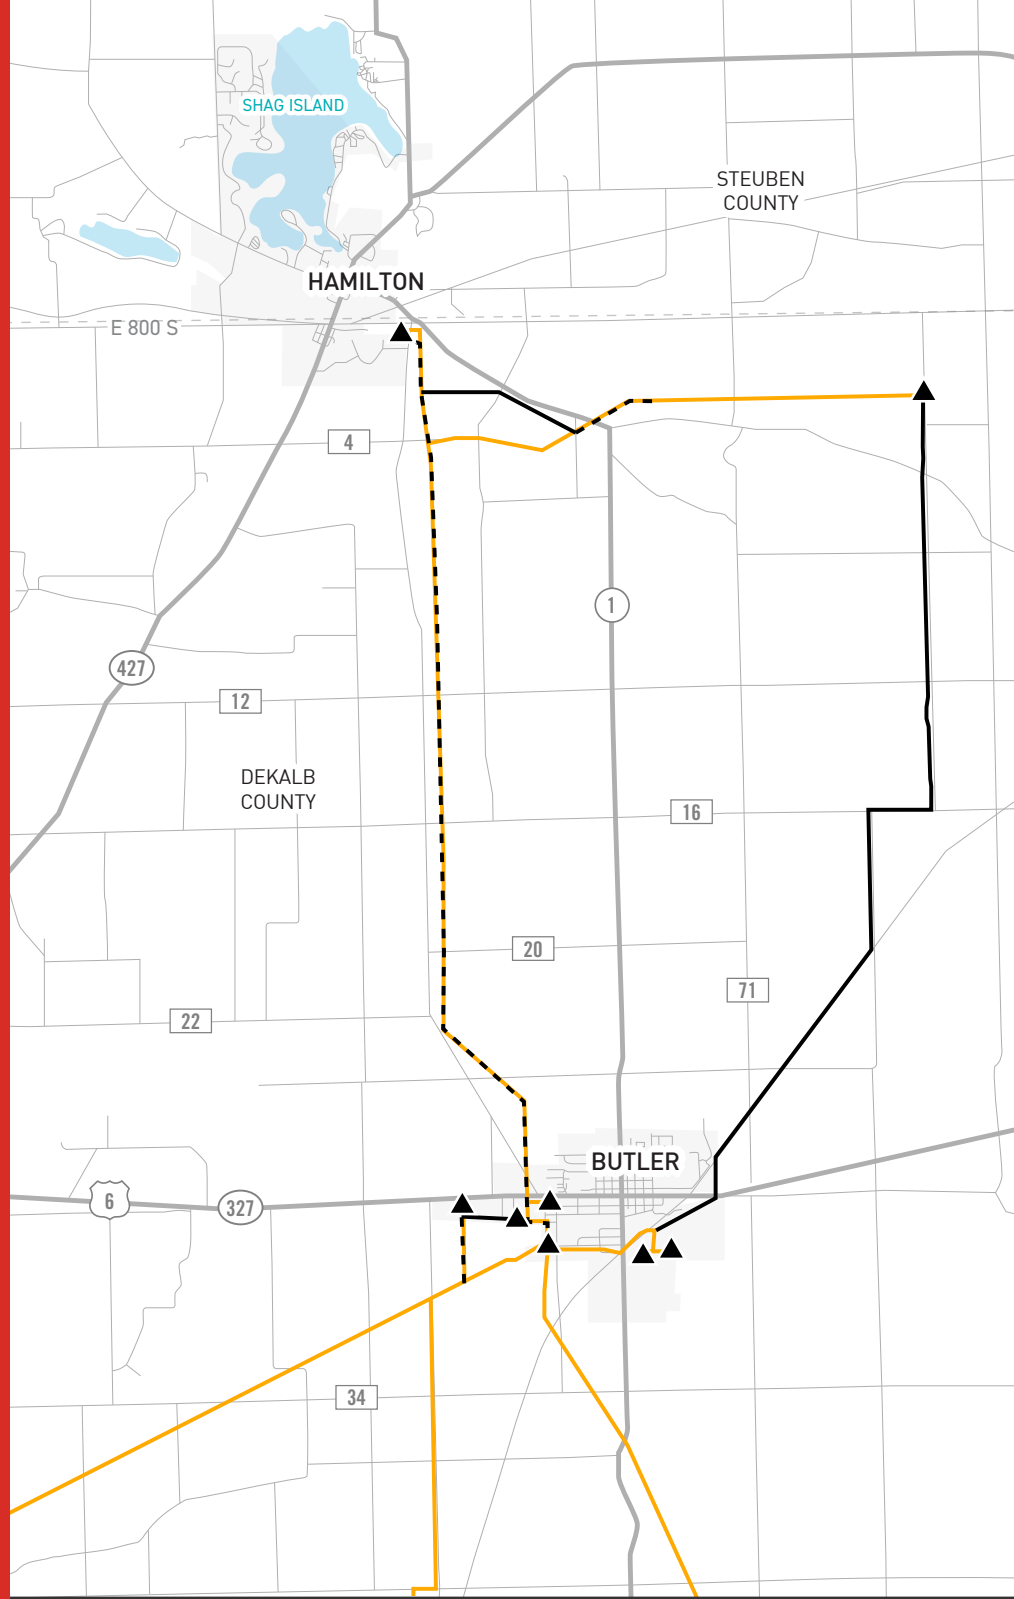 SHAG ISLAND
STEUBEN
COUNTY
HAMILTON
E 800 S
4
1
427
12
DEKALB
COUNTY
16
20
71
22
BUTLER
6
327
34